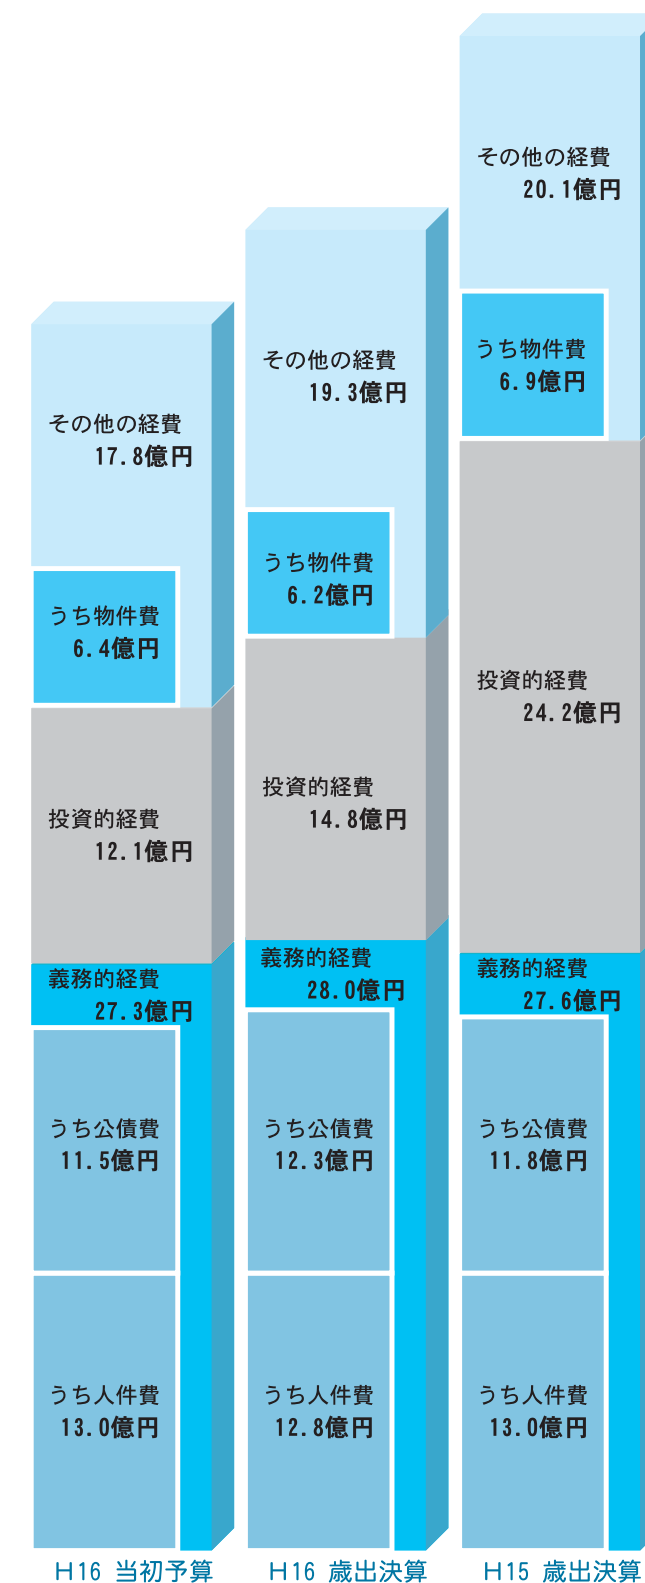 その他の経費
17.8億円
うち物件費
6.4億円
投資的経費
12.1億円
義務的経費
27.3億円
うち公債費
11.5億円
うち人件費
13.0億円
H16 当初予算
その他の経費
19.3億円
うち物件費
6.2億円
投資的経費
14.8億円
義務的経費
28.0億円
うち公債費
12.3億円
うち人件費
12.8億円
H16 歳出決算
その他の経費
20.1億円
うち物件費
6.9億円
投資的経費
24.2億円
義務的経費
27.6億円
うち公債費
11.8億円
うち人件費
13.0億円
H15 歳出決算